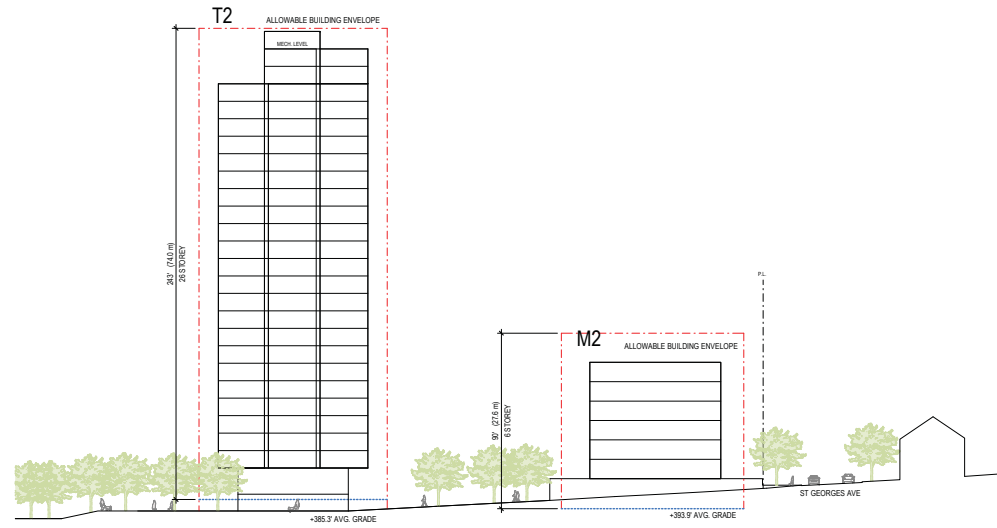 T2
ALLOWABLE BUILDING ENVELOPE
MECH. LEVEL
243' (74.0 m)
26 STOREY
P.L.
M2
ALLOWABLE BUILDING ENVELOPE
90' (27.6 m)
6 STOREY
ST GEORGES AVE
+385.3' AVG. GRADE
+393.9' AVG. GRADE